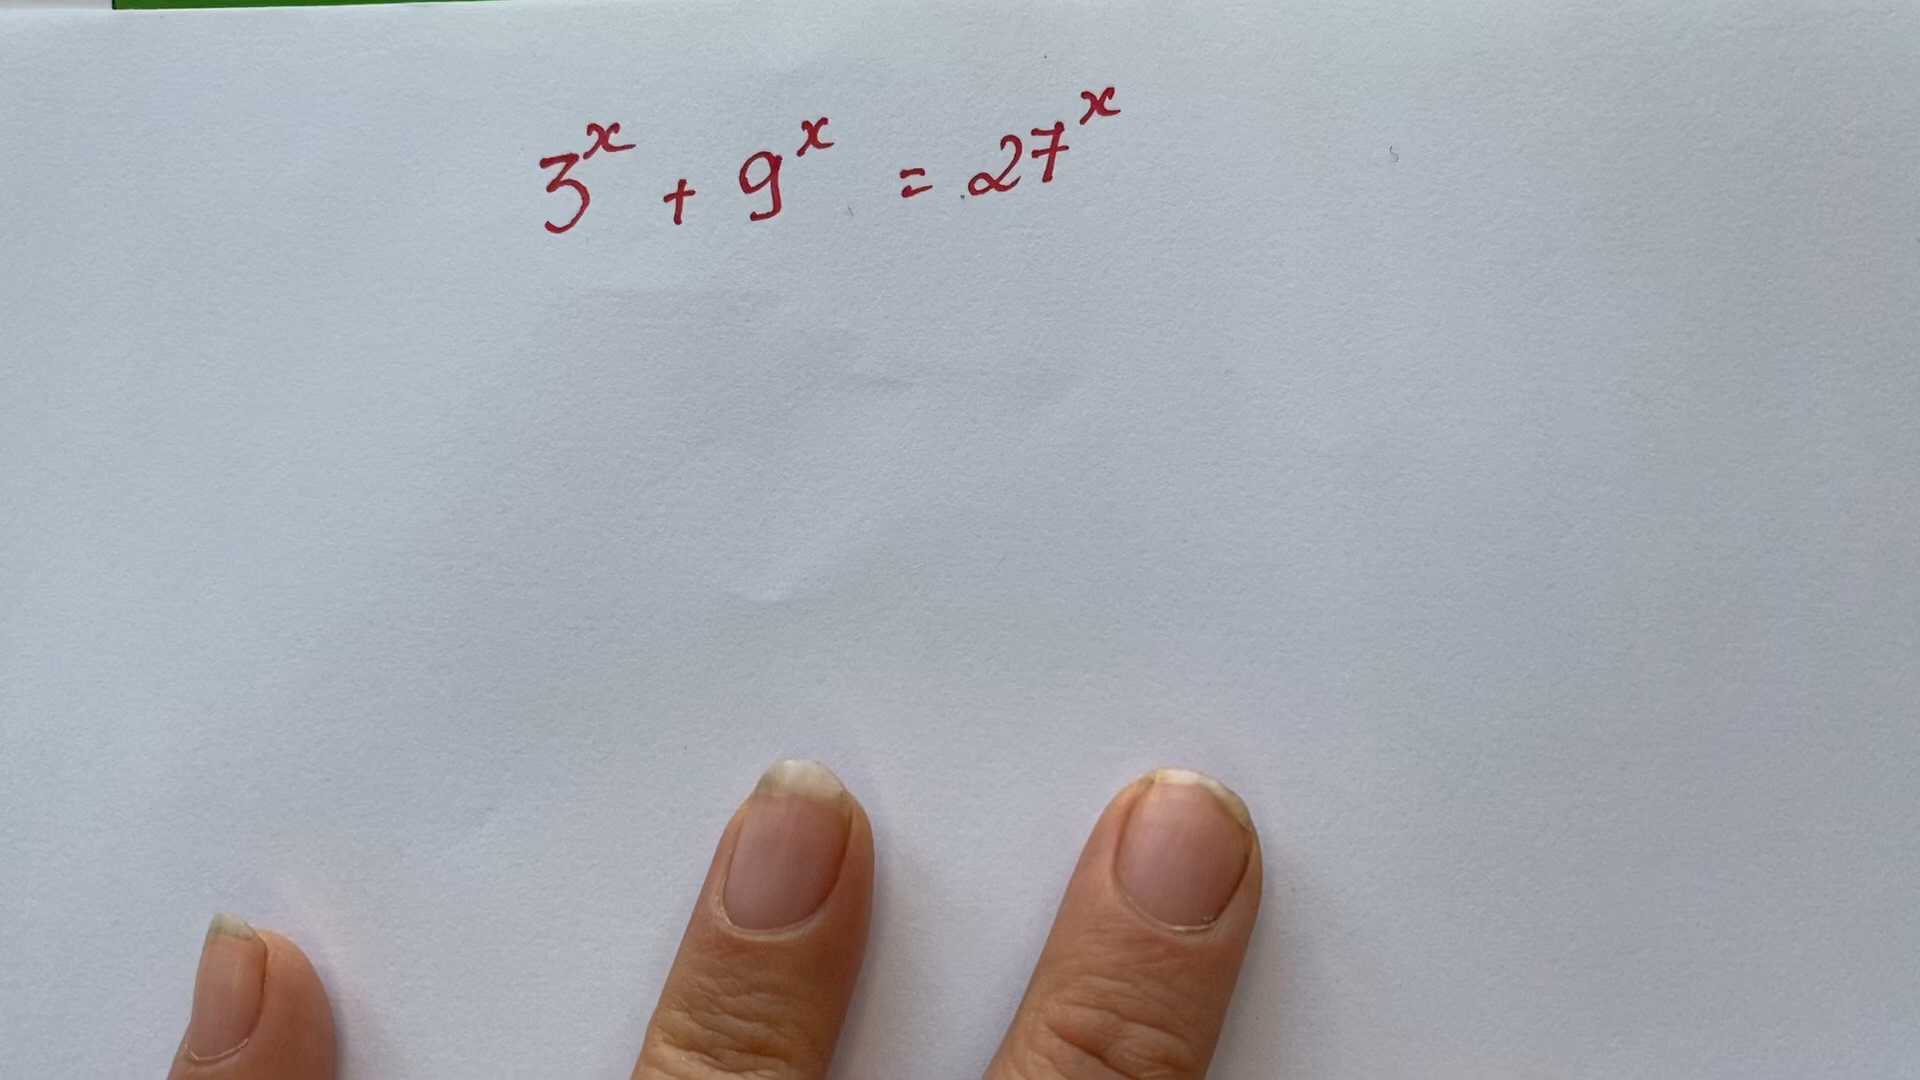 3^x + 9^x = 27^x